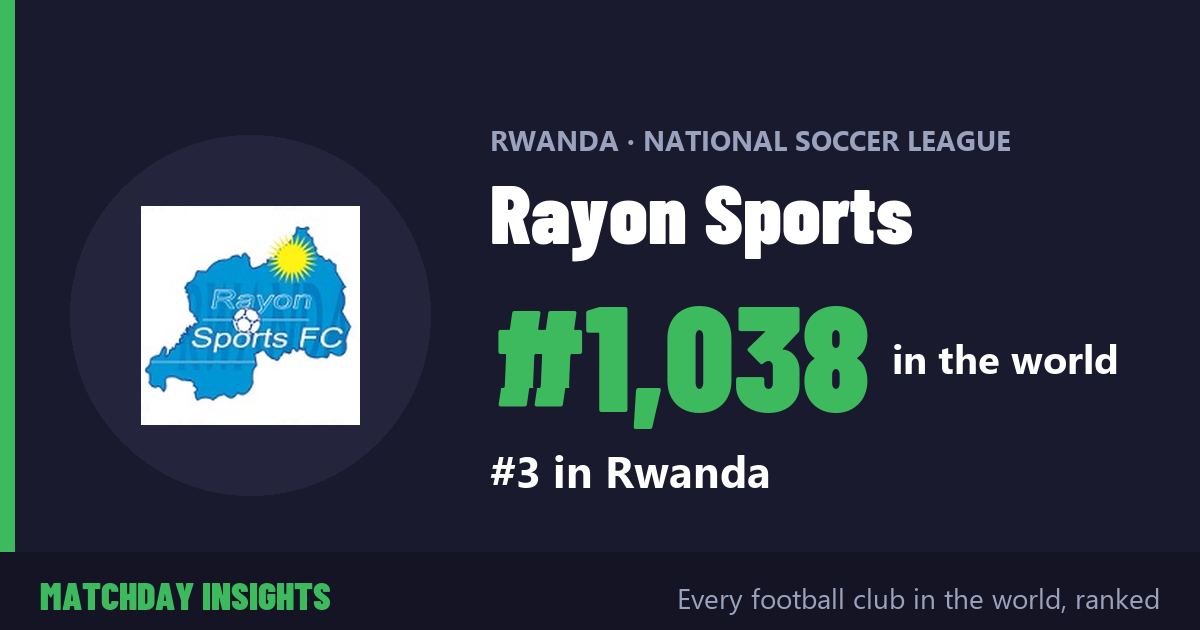 RWANDA · NATIONAL SOCCER LEAGUE
Rayon Sports
Rayon
Sports FC
#1,038 in the world
#3 in Rwanda
MATCHDAY INSIGHTS
Every football club in the world, ranked